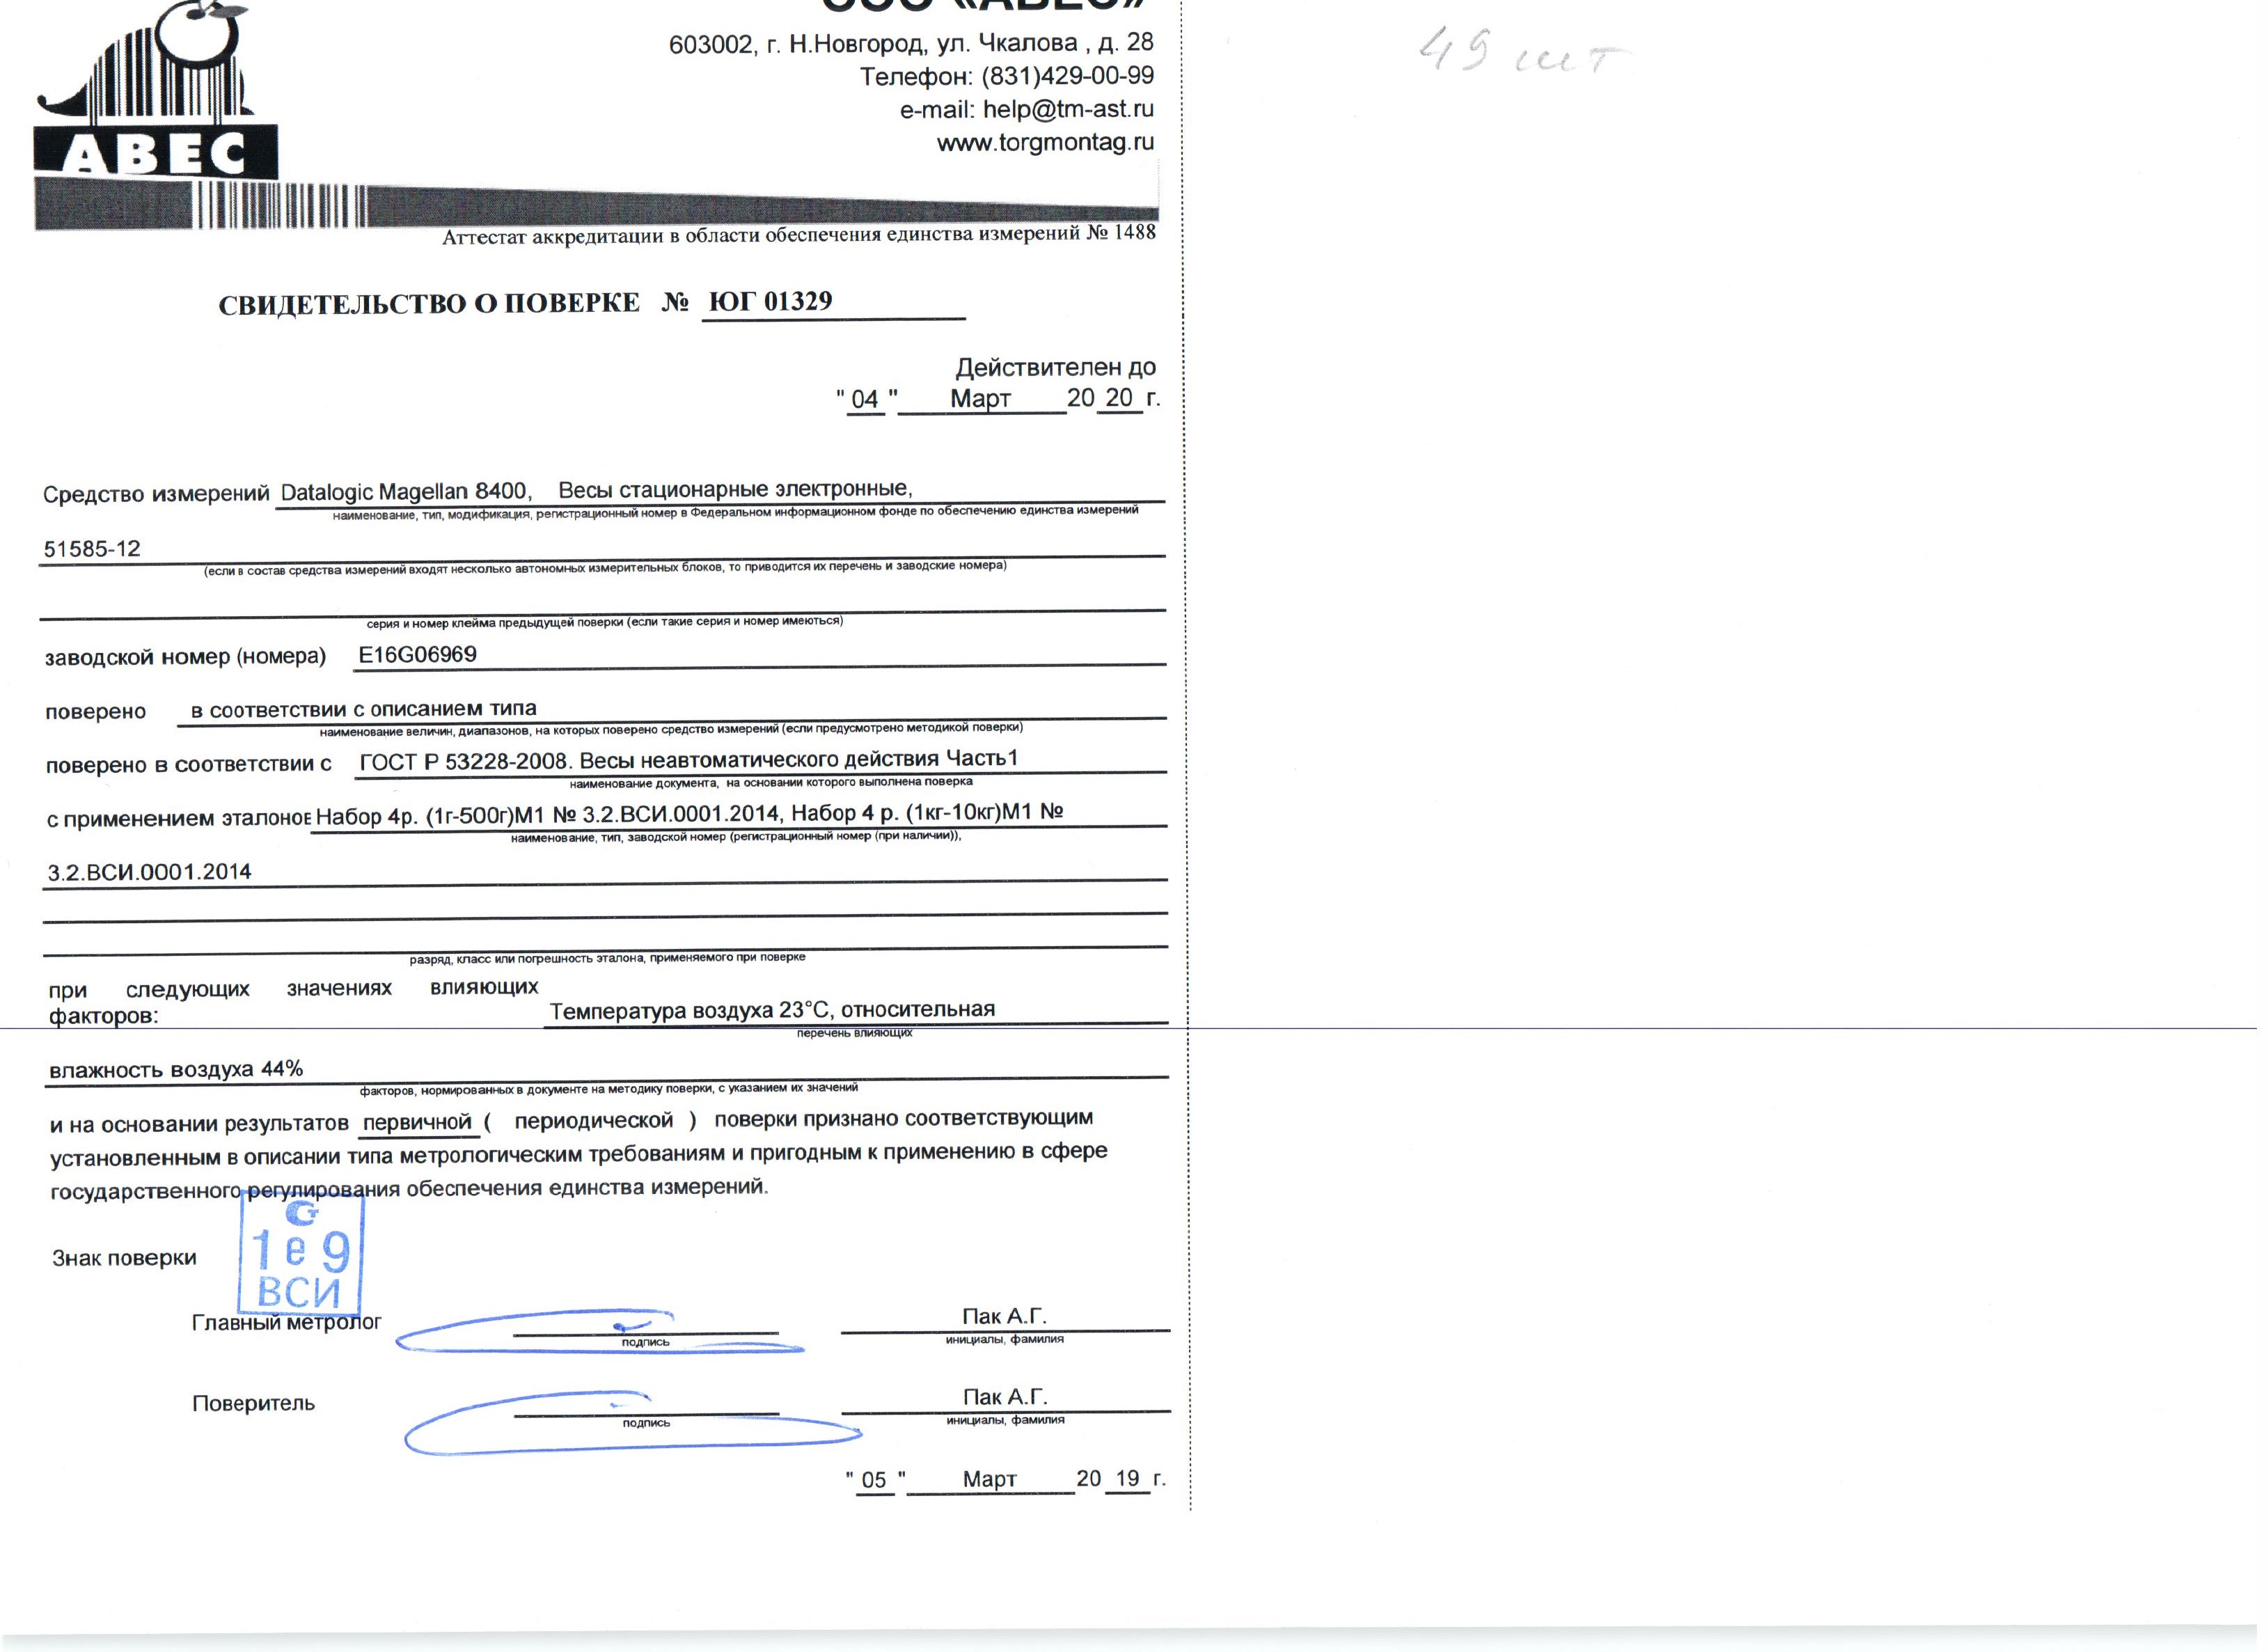 ООО «АВЕС»
603002, г. Н.Новгород, ул. Чкалова , д. 28
Телефон: (831)429-00-99
e-mail: help@tm-ast.ru
www.torgmontag.ru
АВЕС
Аттестат аккредитации в области обеспечения единства измерений № 1488
СВИДЕТЕЛЬСТВО О ПОВЕРКЕ № ЮГ 01329
Действителен до
" 04 " Март 20 20 г.
Средство измерений Datalogic Magellan 8400, Весы стационарные электронные,
наименование, тип, модификация, регистрационный номер в Федеральном информационном фонде по обеспечению единства измерений
51585-12
(если в состав средства измерений входят несколько автономных измерительных блоков, то приводится их перечень и заводские номера)
серия и номер клейма предыдущей поверки (если такие серия и номер имеються)
заводской номер (номера) E16G06969
поверено в соответствии с описанием типа
наименование величин, диапазонов, на которых поверено средство измерений (если предусмотрено методикой поверки)
поверено в соответствии с ГОСТ Р 53228-2008. Весы неавтоматического действия Часть1
наименование документа, на основании которого выполнена поверка
с применением эталонов Набор 4р. (1г-500г)М1 № 3.2.ВСИ.0001.2014, Набор 4 р. (1кг-10кг)М1 №
наименование, тип, заводской номер (регистрационный номер (при наличии)),
3.2.ВСИ.0001.2014
разряд, класс или погрешность эталона, применяемого при поверке
при следующих значениях влияющих
факторов: Температура воздуха 23°С, относительная
перечень влияющих
влажность воздуха 44%
факторов, нормированных в документе на методику поверки, с указанием их значений
и на основании результатов первичной ( периодической ) поверки признано соответствующим
установленным в описании типа метрологическим требованиям и пригодным к применению в сфере
государственного регулирования обеспечения единства измерений.
1 е 9
Знак поверки
ВСИ
Главный метролог Пак А.Г.
подпись инициалы, фамилия
Поверитель Пак А.Г.
подпись инициалы, фамилия
" 05 " Март 20 19 г.
49 шт